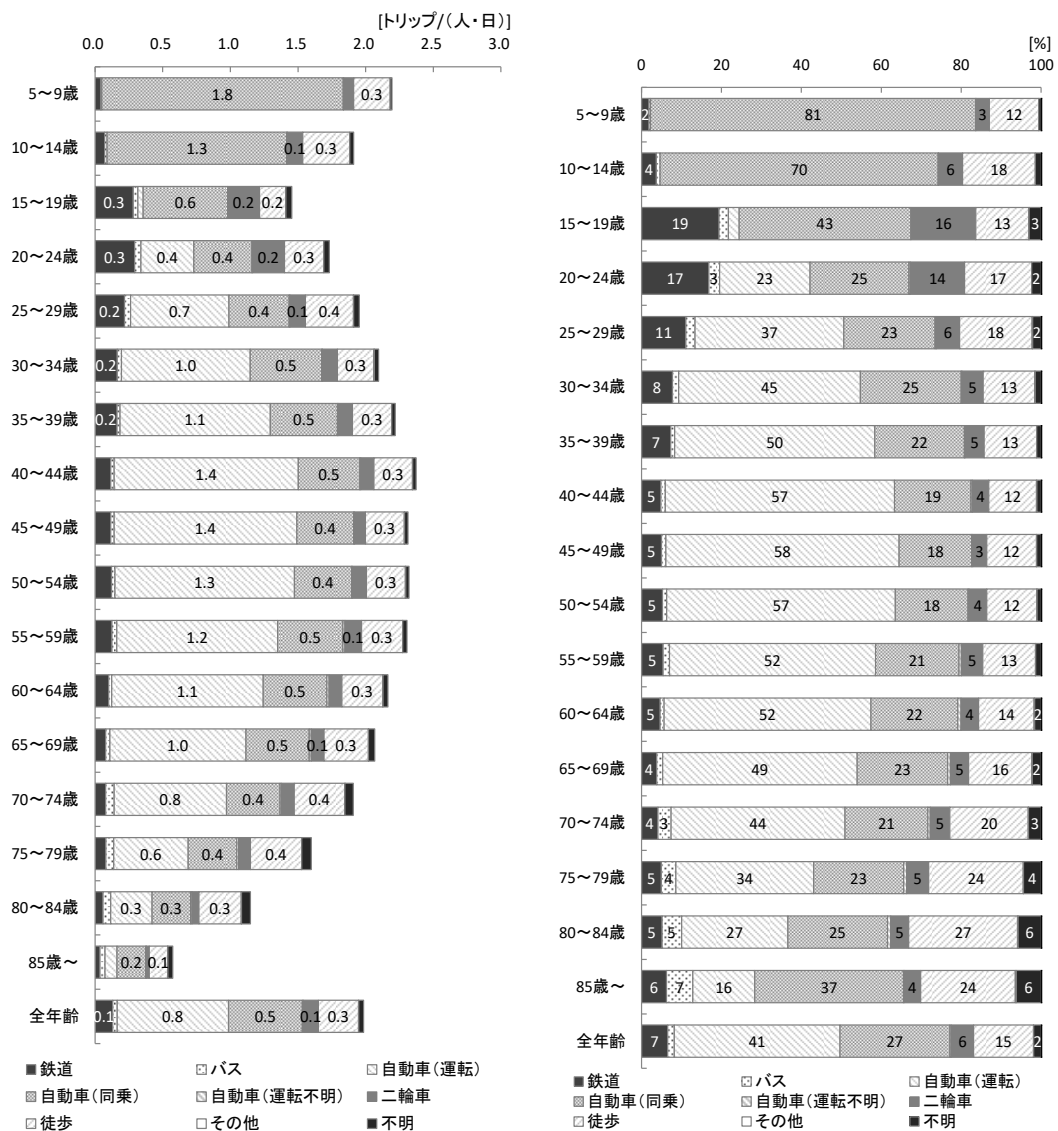 [トリップ/(人・日)]
0.0 0.5 1.0 1.5 2.0 2.5 3.0
5～9歳 1.8 0.3
10～14歳 1.3 0.1 0.3
15～19歳 0.3 0.6 0.2 0.2
20～24歳 0.3 0.4 0.4 0.2 0.3
25～29歳 0.2 0.7 0.4 0.1 0.4
30～34歳 0.2 1.0 0.5 0.3
35～39歳 0.2 1.1 0.5 0.3
40～44歳 1.4 0.5 0.3
45～49歳 1.4 0.4 0.3
50～54歳 1.3 0.4 0.3
55～59歳 1.2 0.5 0.1 0.3
60～64歳 1.1 0.5 0.3
65～69歳 1.0 0.5 0.1 0.3
70～74歳 0.8 0.4 0.4
75～79歳 0.6 0.4 0.4
80～84歳 0.3 0.3 0.3
85歳～ 0.2 0.1
全年齢 0.1 0.8 0.5 0.1 0.3
鉄道 バス 自動車(運転)
自動車(同乗) 自動車(運転不明) 二輪車
徒歩 その他 不明
[%]
0 20 40 60 80 100
5～9歳 2 81 3 12
10～14歳 4 70 6 18
15～19歳 19 43 16 13 3
20～24歳 17 3 23 25 14 17 2
25～29歳 11 37 23 6 18 2
30～34歳 8 45 25 5 13
35～39歳 7 50 22 5 13
40～44歳 5 57 19 4 12
45～49歳 5 58 18 3 12
50～54歳 5 57 18 4 12
55～59歳 5 52 21 5 13
60～64歳 5 52 22 4 14 2
65～69歳 4 49 23 5 16 2
70～74歳 4 3 44 21 5 20 3
75～79歳 5 4 34 23 5 24 4
80～84歳 5 5 27 25 5 27 6
85歳～ 6 7 16 37 4 24 6
全年齢 7 41 27 6 15 2
鉄道 バス 自動車(運転)
自動車(同乗) 自動車(運転不明) 二輪車
徒歩 その他 不明